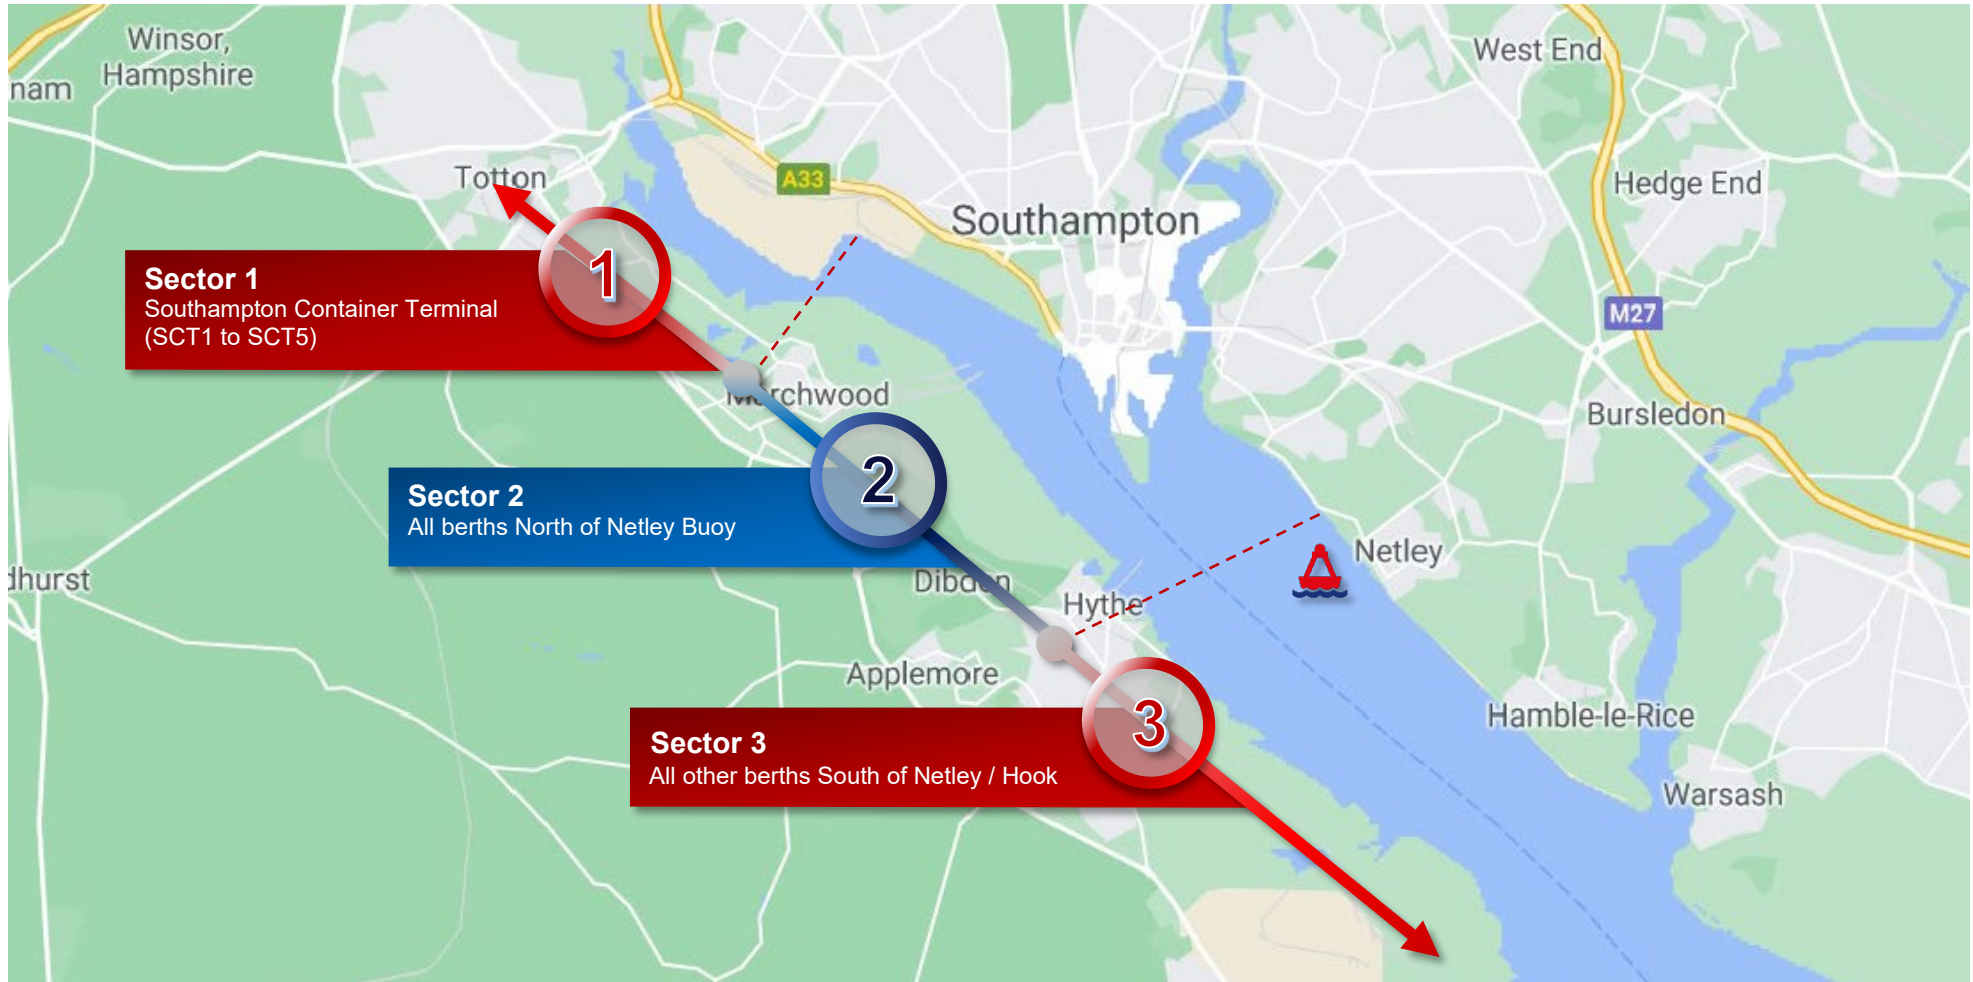 Winsor,
Hampshire
nam
West End
Totton
A33
Hedge End
Southampton
1
Sector 1
Southampton Container Terminal
(SCT1 to SCT5)
M27
Marchwood
Bursledon
2
Sector 2
All berths North of Netley Buoy
Netley
dhurst
Dibden
Hythe
Applemore
3
Sector 3
All other berths South of Netley / Hook
Hamble-le-Rice
Warsash